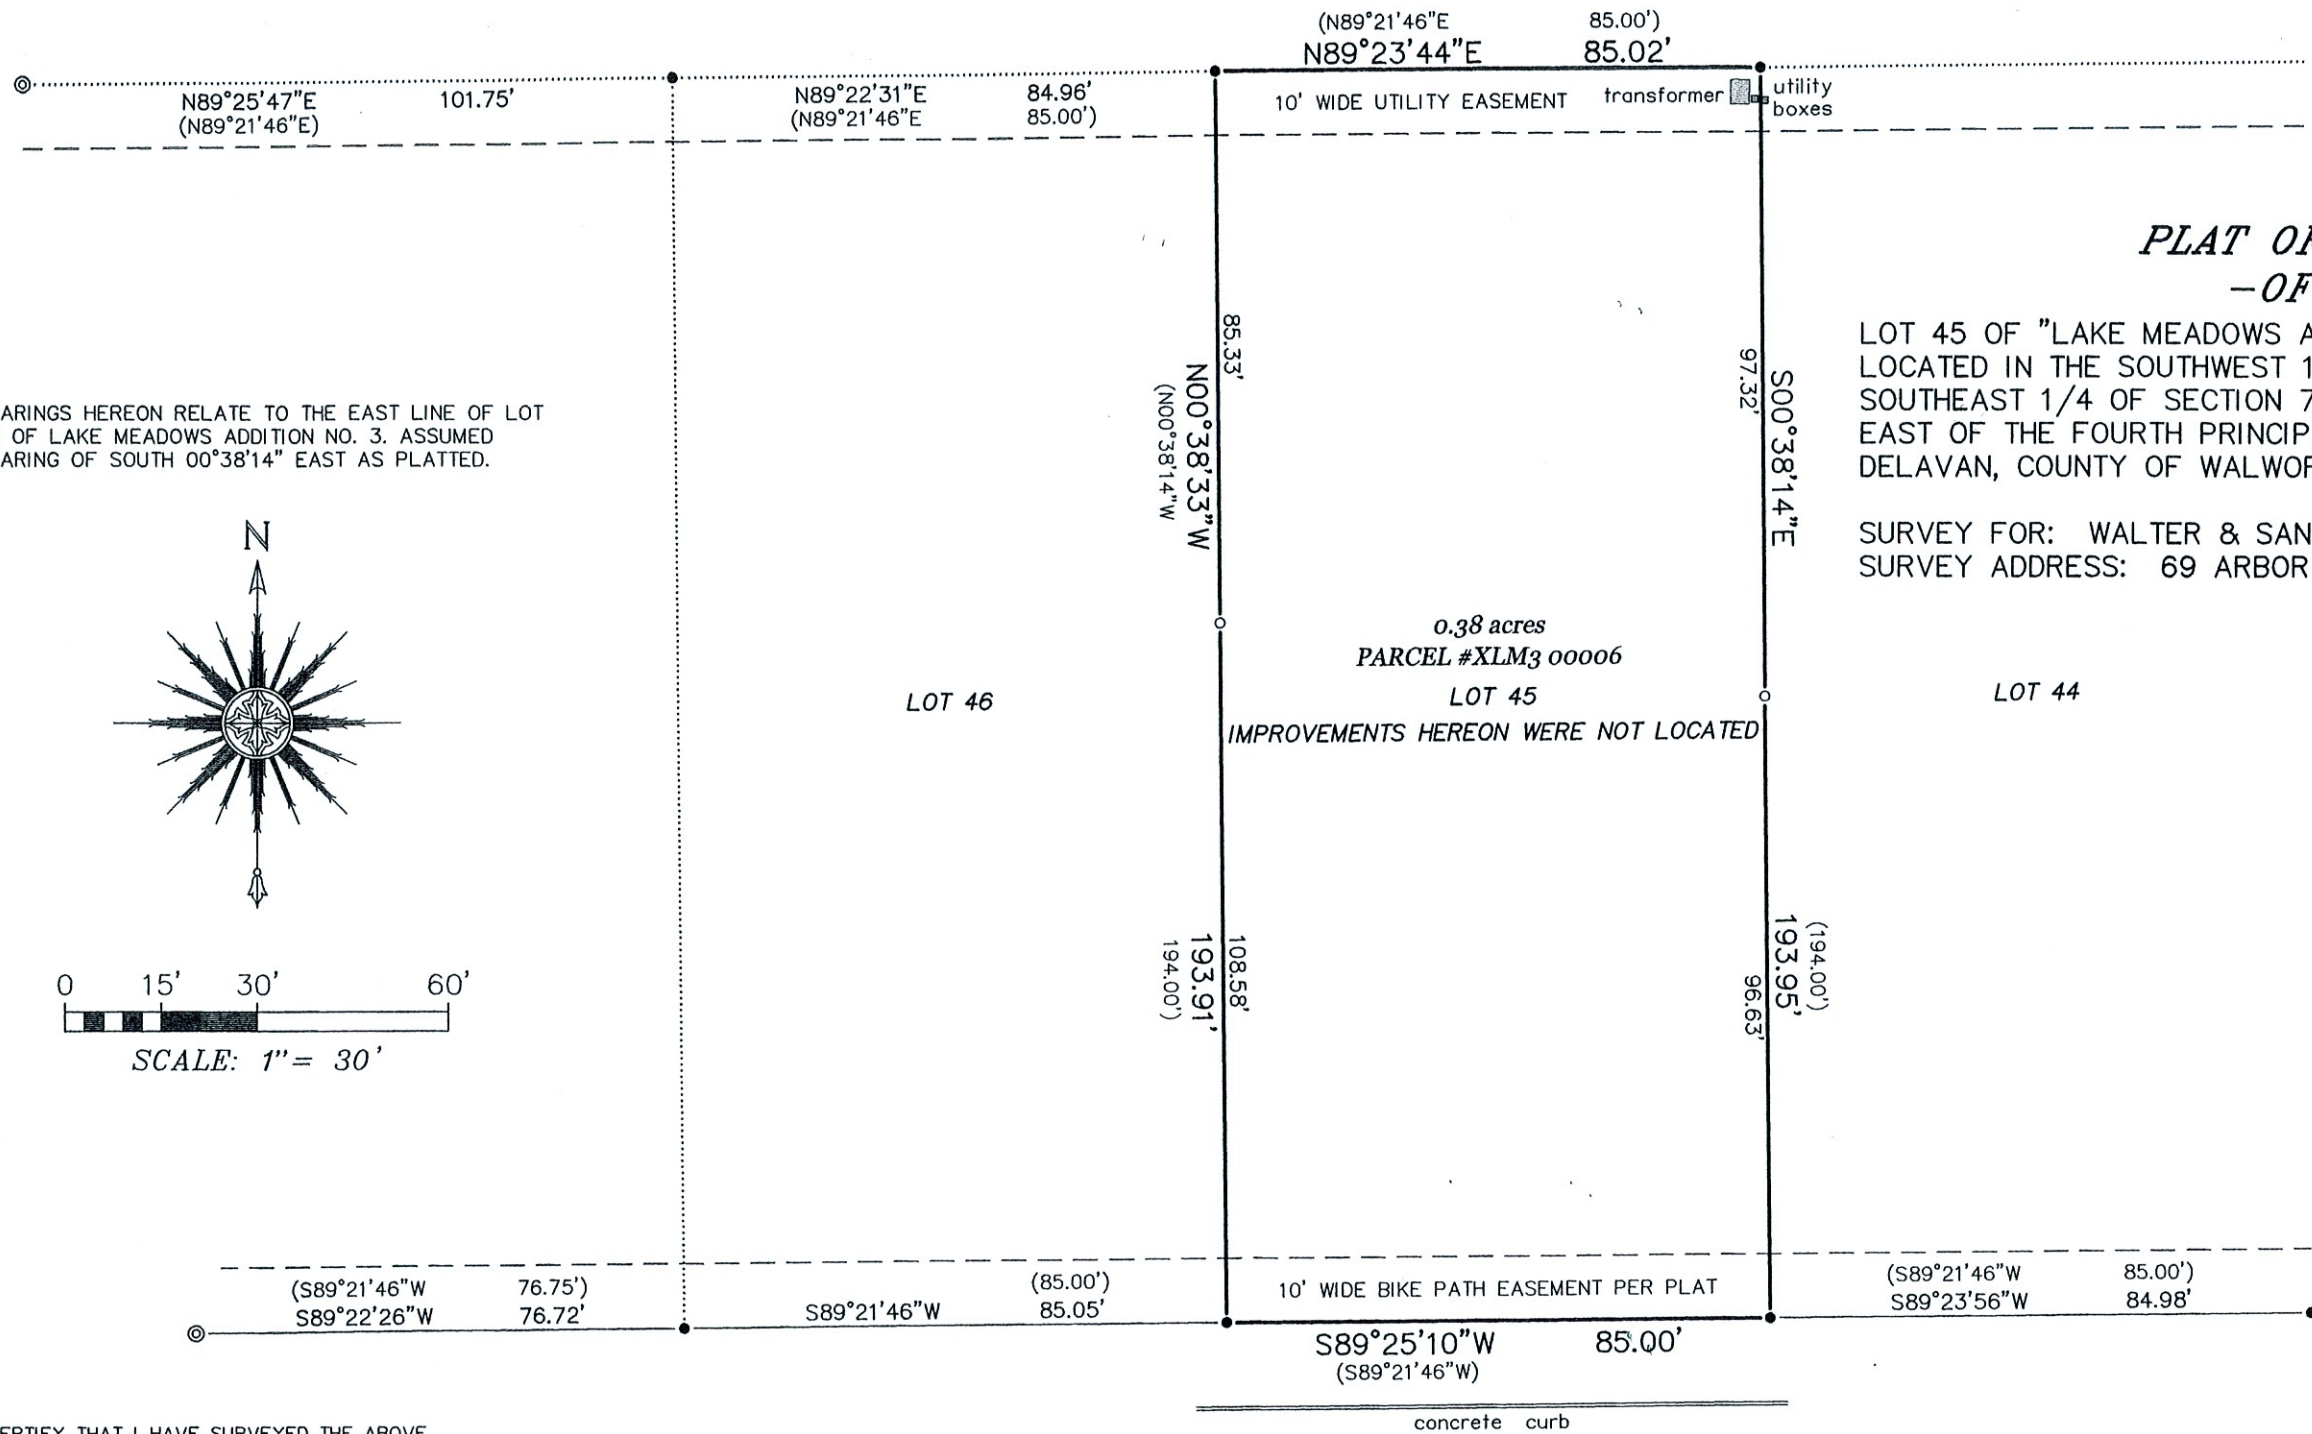 (N89°21'46"E 85.00')
N89°23'44"E 85.02'
N89°25'47"E 101.75'
(N89°21'46"E)
N89°22'31"E 84.96'
(N89°21'46"E 85.00')
10' WIDE UTILITY EASEMENT
transformer
utility
boxes
PLAT OF
-OF
LOT 45 OF "LAKE MEADOWS A
LOCATED IN THE SOUTHWEST 1
SOUTHEAST 1/4 OF SECTION 7
EAST OF THE FOURTH PRINCIP
DELAVAN, COUNTY OF WALWOR
SURVEY FOR: WALTER & SAN
SURVEY ADDRESS: 69 ARBOR
ARINGS HEREON RELATE TO THE EAST LINE OF LOT
OF LAKE MEADOWS ADDITION NO. 3. ASSUMED
ARING OF SOUTH 00°38'14" EAST AS PLATTED.
N
0 15' 30' 60'
SCALE: 1"= 30'
85.33'
N00°38'33"W
(N00°38'14"W
97.32'
S00°38'14"E
0.38 acres
PARCEL #XLM3 00006
LOT 45
IMPROVEMENTS HEREON WERE NOT LOCATED
LOT 46
LOT 44
108.58'
193.91'
194.00')
(194.00')
193.95'
96.63'
(S89°21'46"W 76.75')
S89°22'26"W 76.72'
(85.00')
S89°21'46"W 85.05'
10' WIDE BIKE PATH EASEMENT PER PLAT
(S89°21'46"W 85.00')
S89°23'56"W 84.98'
S89°25'10"W 85.00'
(S89°21'46"W)
concrete curb
ERTIFY THAT I HAVE SURVEYED THE ABOVE